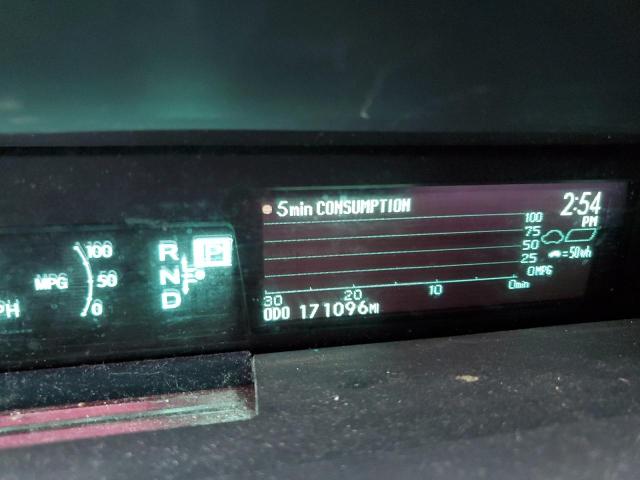 5min CONSUMPTION
2:54
PM
100
75
50
25
0MPG
=50Wh
30
20
10
0min
ODO 171096MI
100
MPG 50
0
PH
R
P
N
D